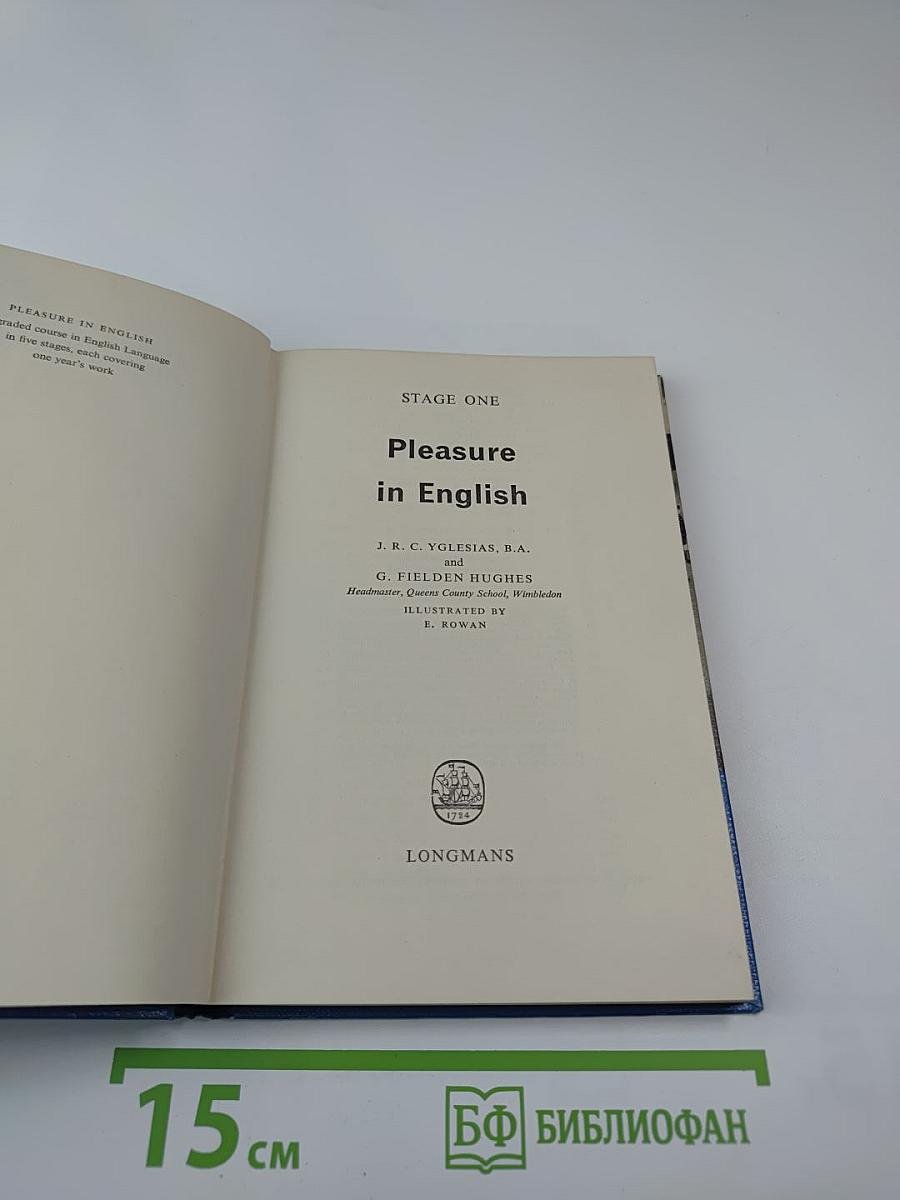 PLEASURE IN ENGLISH
graded course in English Language
in five stages, each covering
one year's work
STAGE ONE
Pleasure
in English
J. R. C. YGLESIAS, B.A.
and
G. FIELDEN HUGHES
Headmaster, Queens County School, Wimbledon
ILLUSTRATED BY
E. ROWAN
1724
LONGMANS
15 см
БФ БИБЛИОФАН